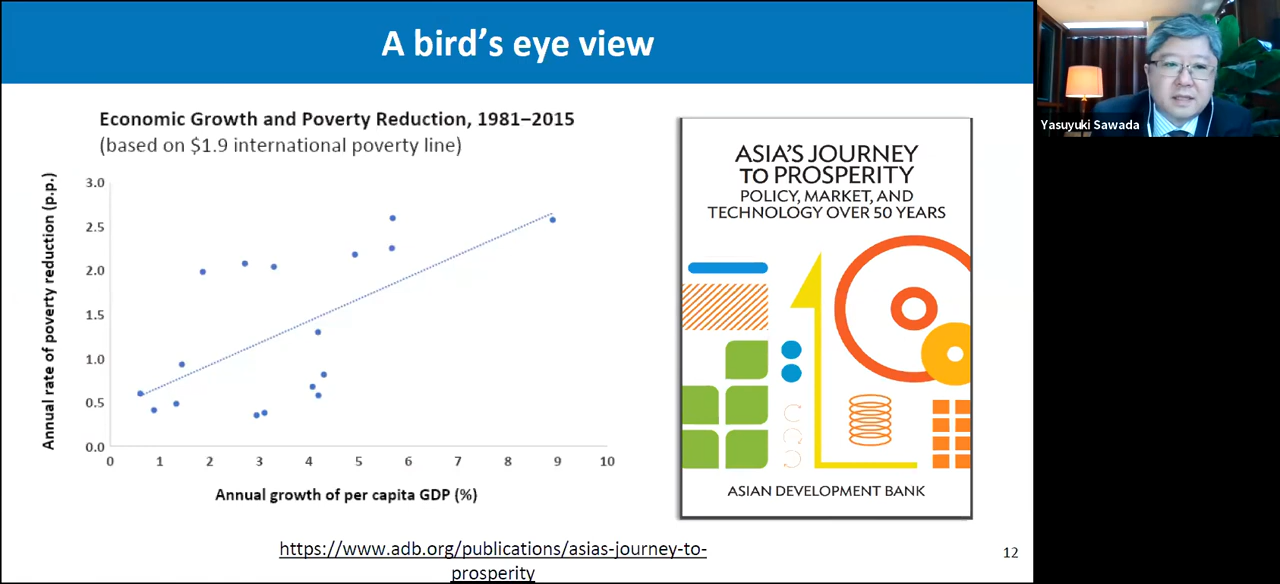 A bird's eye view
Economic Growth and Poverty Reduction, 1981–2015
(based on $1.9 international poverty line)
Annual rate of poverty reduction (p.p.)
3.0
2.5
2.0
1.5
1.0
0.5
0.0
0 1 2 3 4 5 6 7 8 9 10
Annual growth of per capita GDP (%)
ASIA'S JOURNEY
TO PROSPERITY
POLICY, MARKET, AND
TECHNOLOGY OVER 50 YEARS
ASIAN DEVELOPMENT BANK
https://www.adb.org/publications/asias-journey-to-
prosperity
12
Yasuyuki Sawada